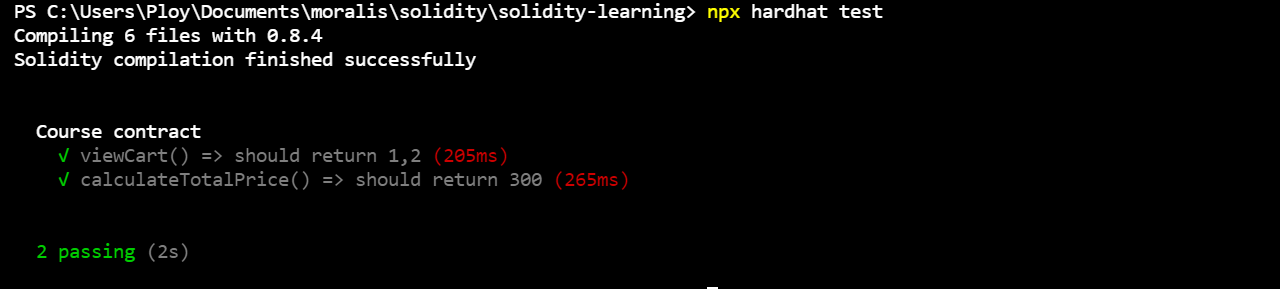 PS C:\Users\Ploy\Documents\moralis\solidity\solidity-learning> npx hardhat test
Compiling 6 files with 0.8.4
Solidity compilation finished successfully
Course contract
√ viewCart() => should return 1,2 (205ms)
√ calculateTotalPrice() => should return 300 (265ms)
2 passing (2s)